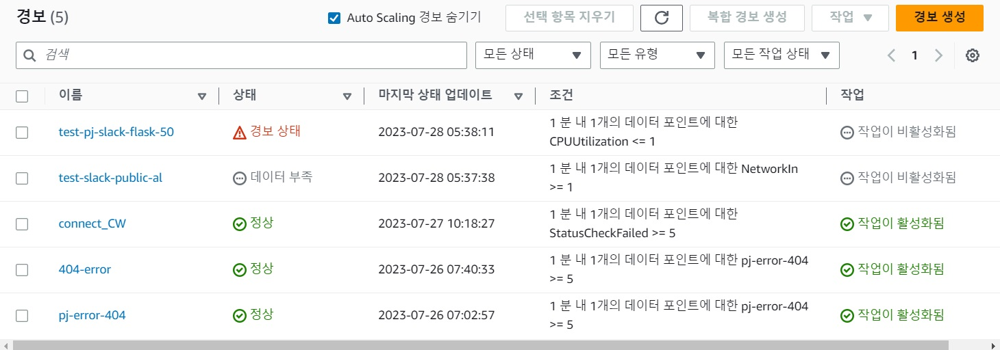 경보 (5)
Auto Scaling 경보 숨기기
선택 항목 지우기
복합 경보 생성
작업
경보 생성
검색
모든 상태
모든 유형
모든 작업 상태
1
이름
상태
마지막 상태 업데이트
조건
작업
test-pj-slack-flask-50
경보 상태
2023-07-28 05:38:11
1 분 내 1개의 데이터 포인트에 대한
CPUUtilization <= 1
작업이 비활성화됨
test-slack-public-al
데이터 부족
2023-07-28 05:37:38
1 분 내 1개의 데이터 포인트에 대한 NetworkIn
>= 1
작업이 비활성화됨
connect_CW
정상
2023-07-27 10:18:27
1 분 내 1개의 데이터 포인트에 대한
StatusCheckFailed >= 5
작업이 활성화됨
404-error
정상
2023-07-26 07:40:33
1 분 내 1개의 데이터 포인트에 대한 pj-error-404
>= 5
작업이 활성화됨
pj-error-404
정상
2023-07-26 07:02:57
1 분 내 1개의 데이터 포인트에 대한 pj-error-404
>= 5
작업이 활성화됨